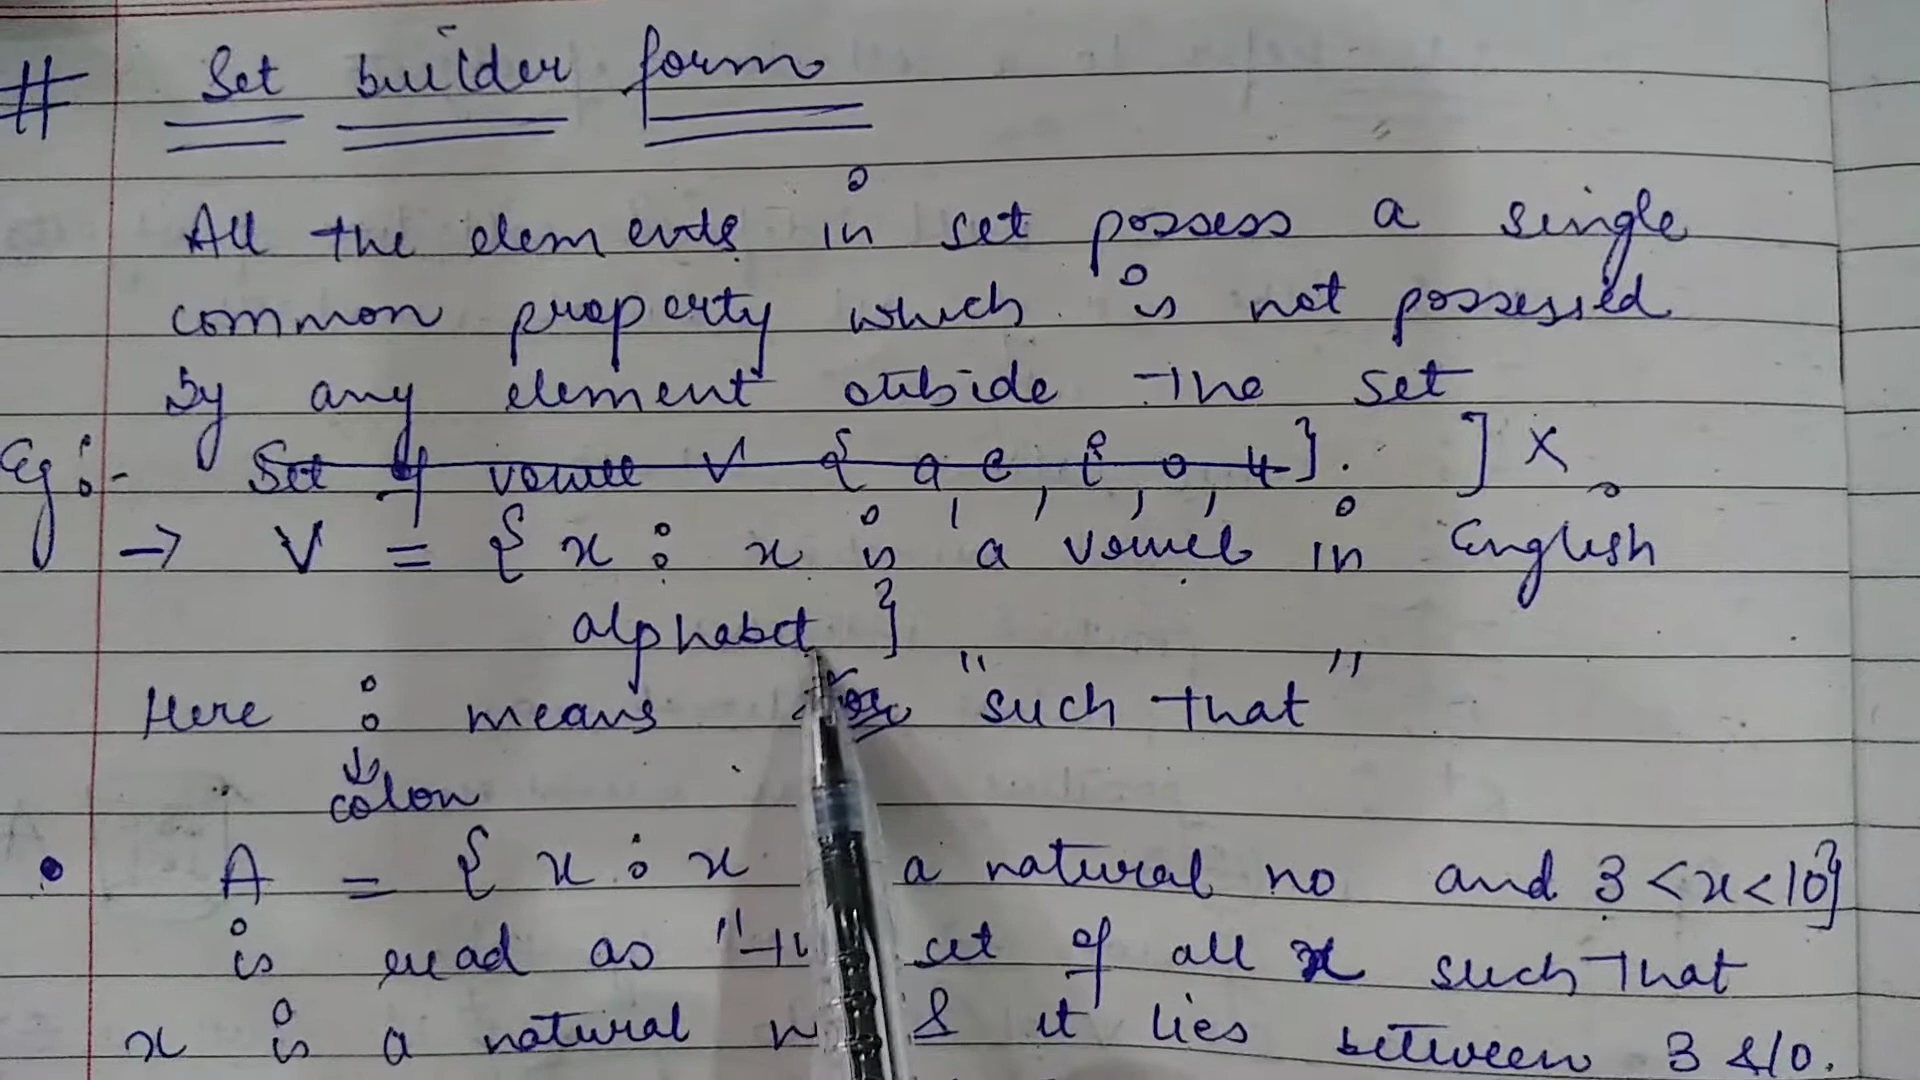 # Set builder form
All the elements in set possess a single
common property which is not possessed
by any element outside the set
Eg:- Set of vowel V {a, e, i, o, u}. ] X
→ V = {x : x is a vowel in English
alphabet}
Here : means "such that"
↓
colon
• A = {x : x a natural no and 3 < x < 10}
is read as " set of all x such that
x is a natural & it lies between 3 & 10.